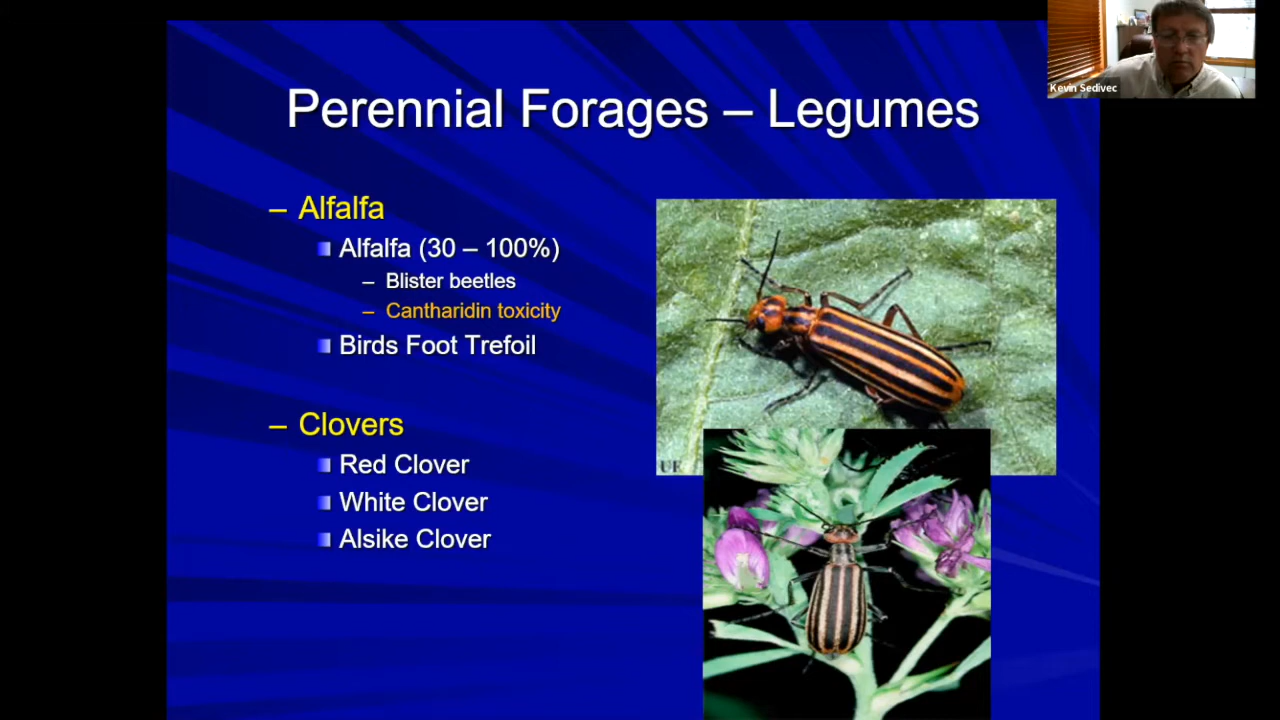 Kevin Sedivec
Perennial Forages – Legumes
– Alfalfa
Alfalfa (30 – 100%)
– Blister beetles
– Cantharidin toxicity
Birds Foot Trefoil
– Clovers
Red Clover
White Clover
Alsike Clover